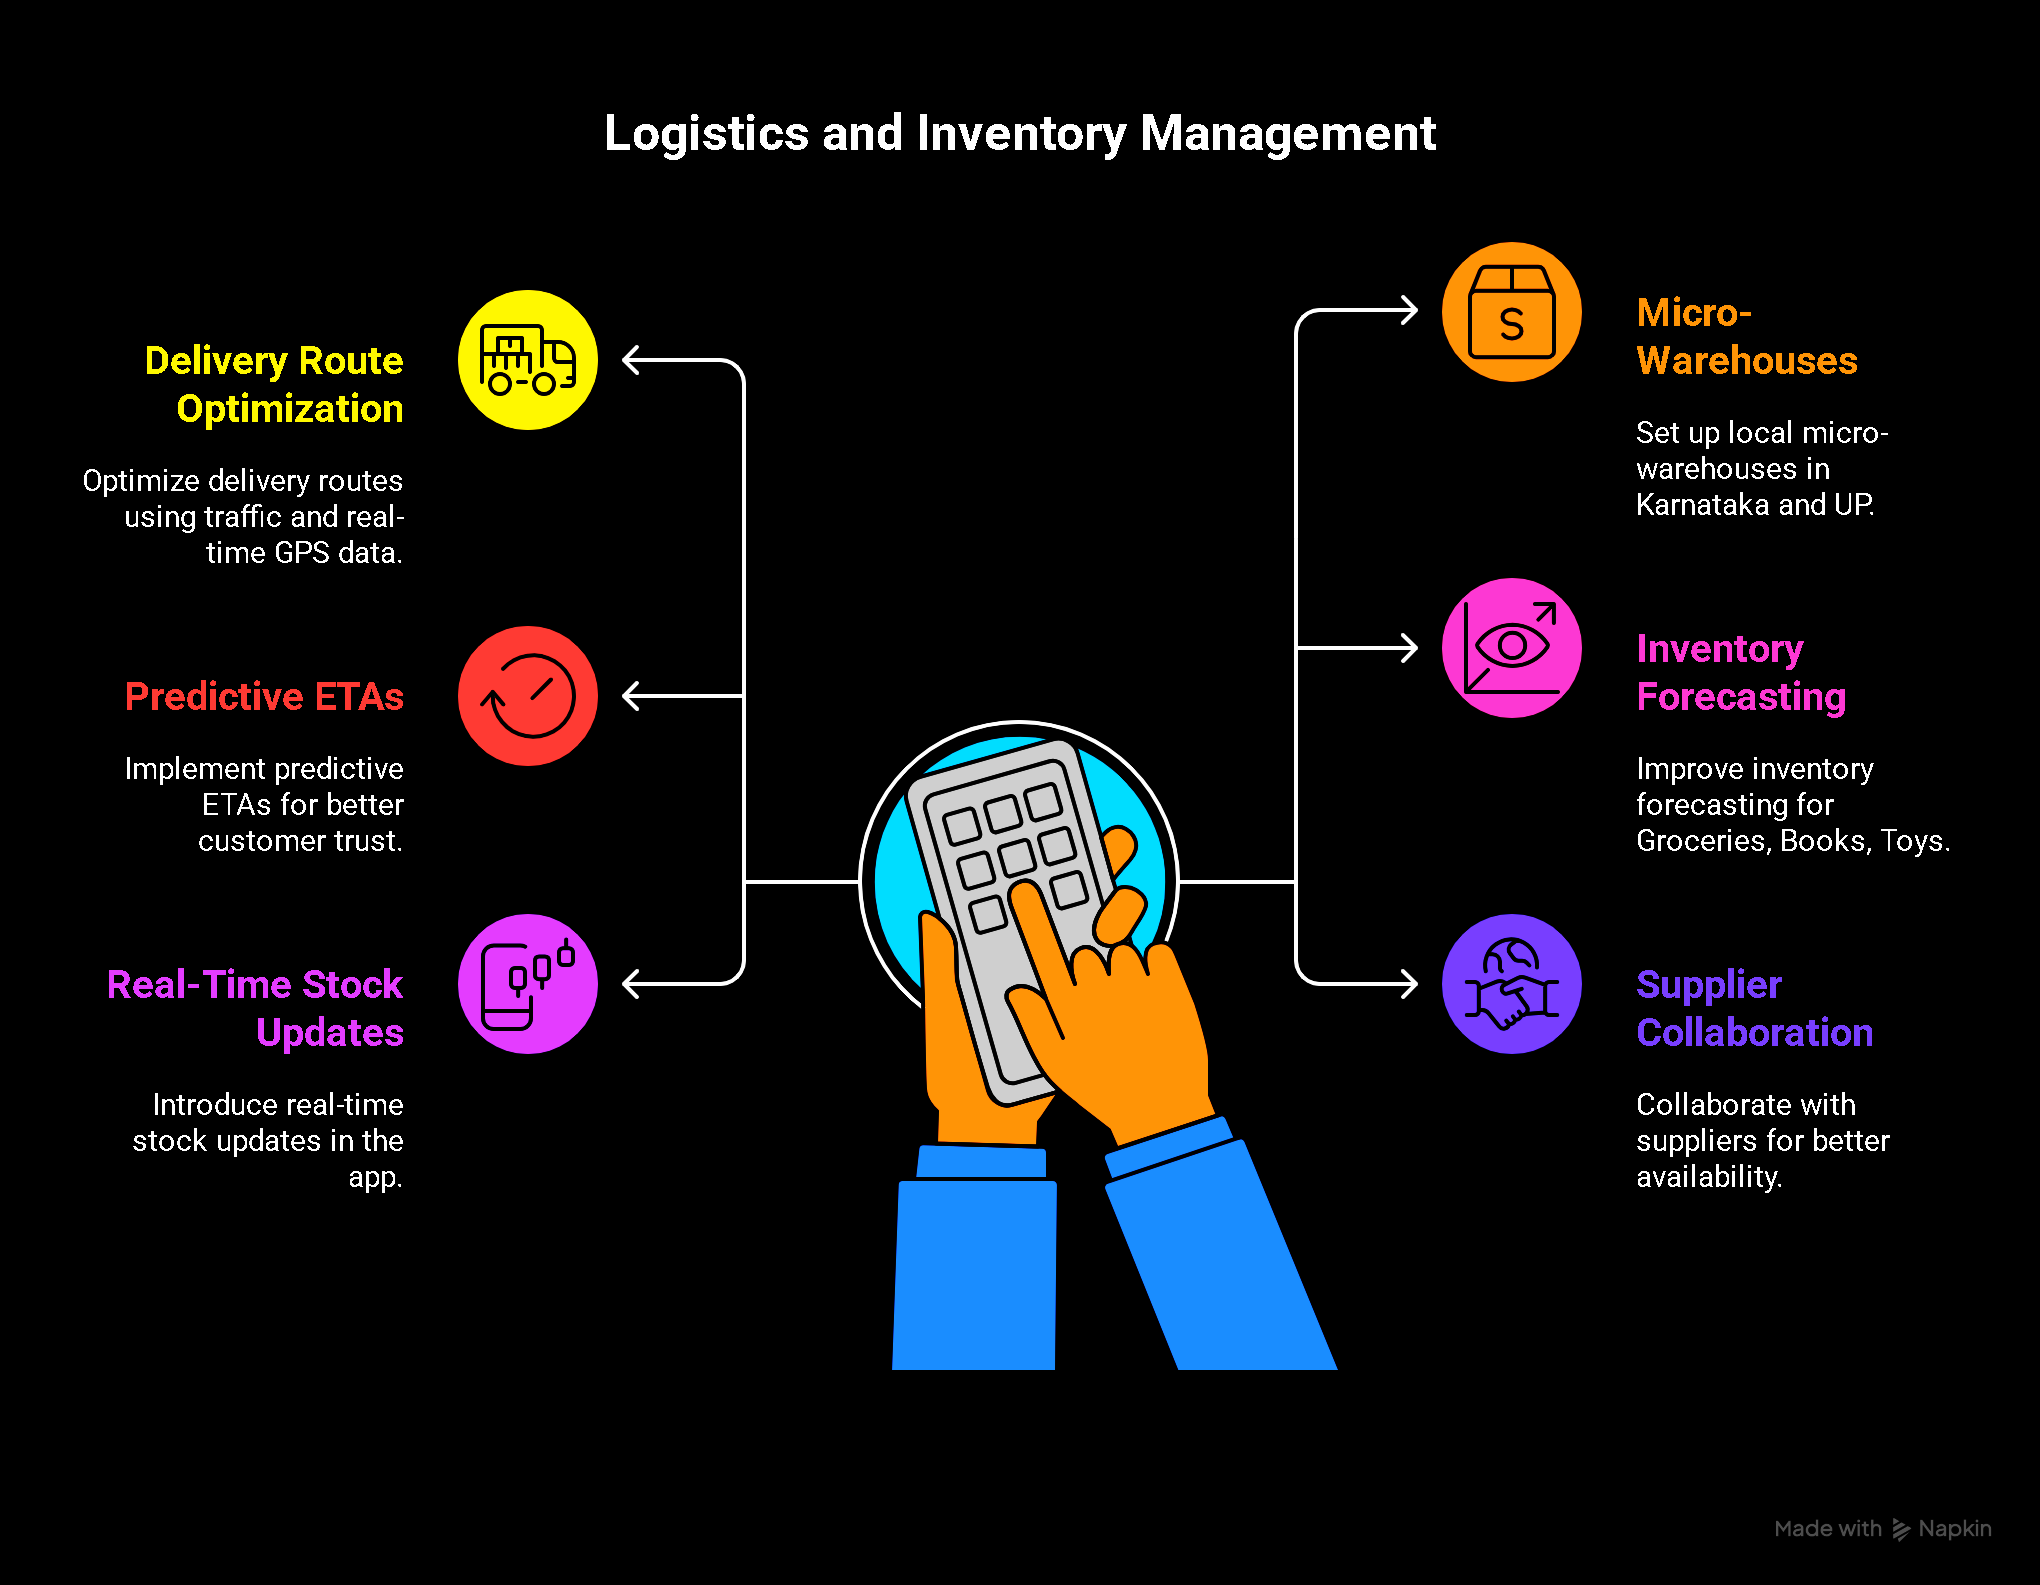 Logistics and Inventory Management
Delivery Route
Optimization
Optimize delivery routes
using traffic and real-
time GPS data.
Predictive ETAs
Implement predictive
ETAs for better
customer trust.
Real-Time Stock
Updates
Introduce real-time
stock updates in the
app.
S
Micro-
Warehouses
Set up local micro-
warehouses in
Karnataka and UP.
Inventory
Forecasting
Improve inventory
forecasting for
Groceries, Books, Toys.
Supplier
Collaboration
Collaborate with
suppliers for better
availability.
Made with Napkin